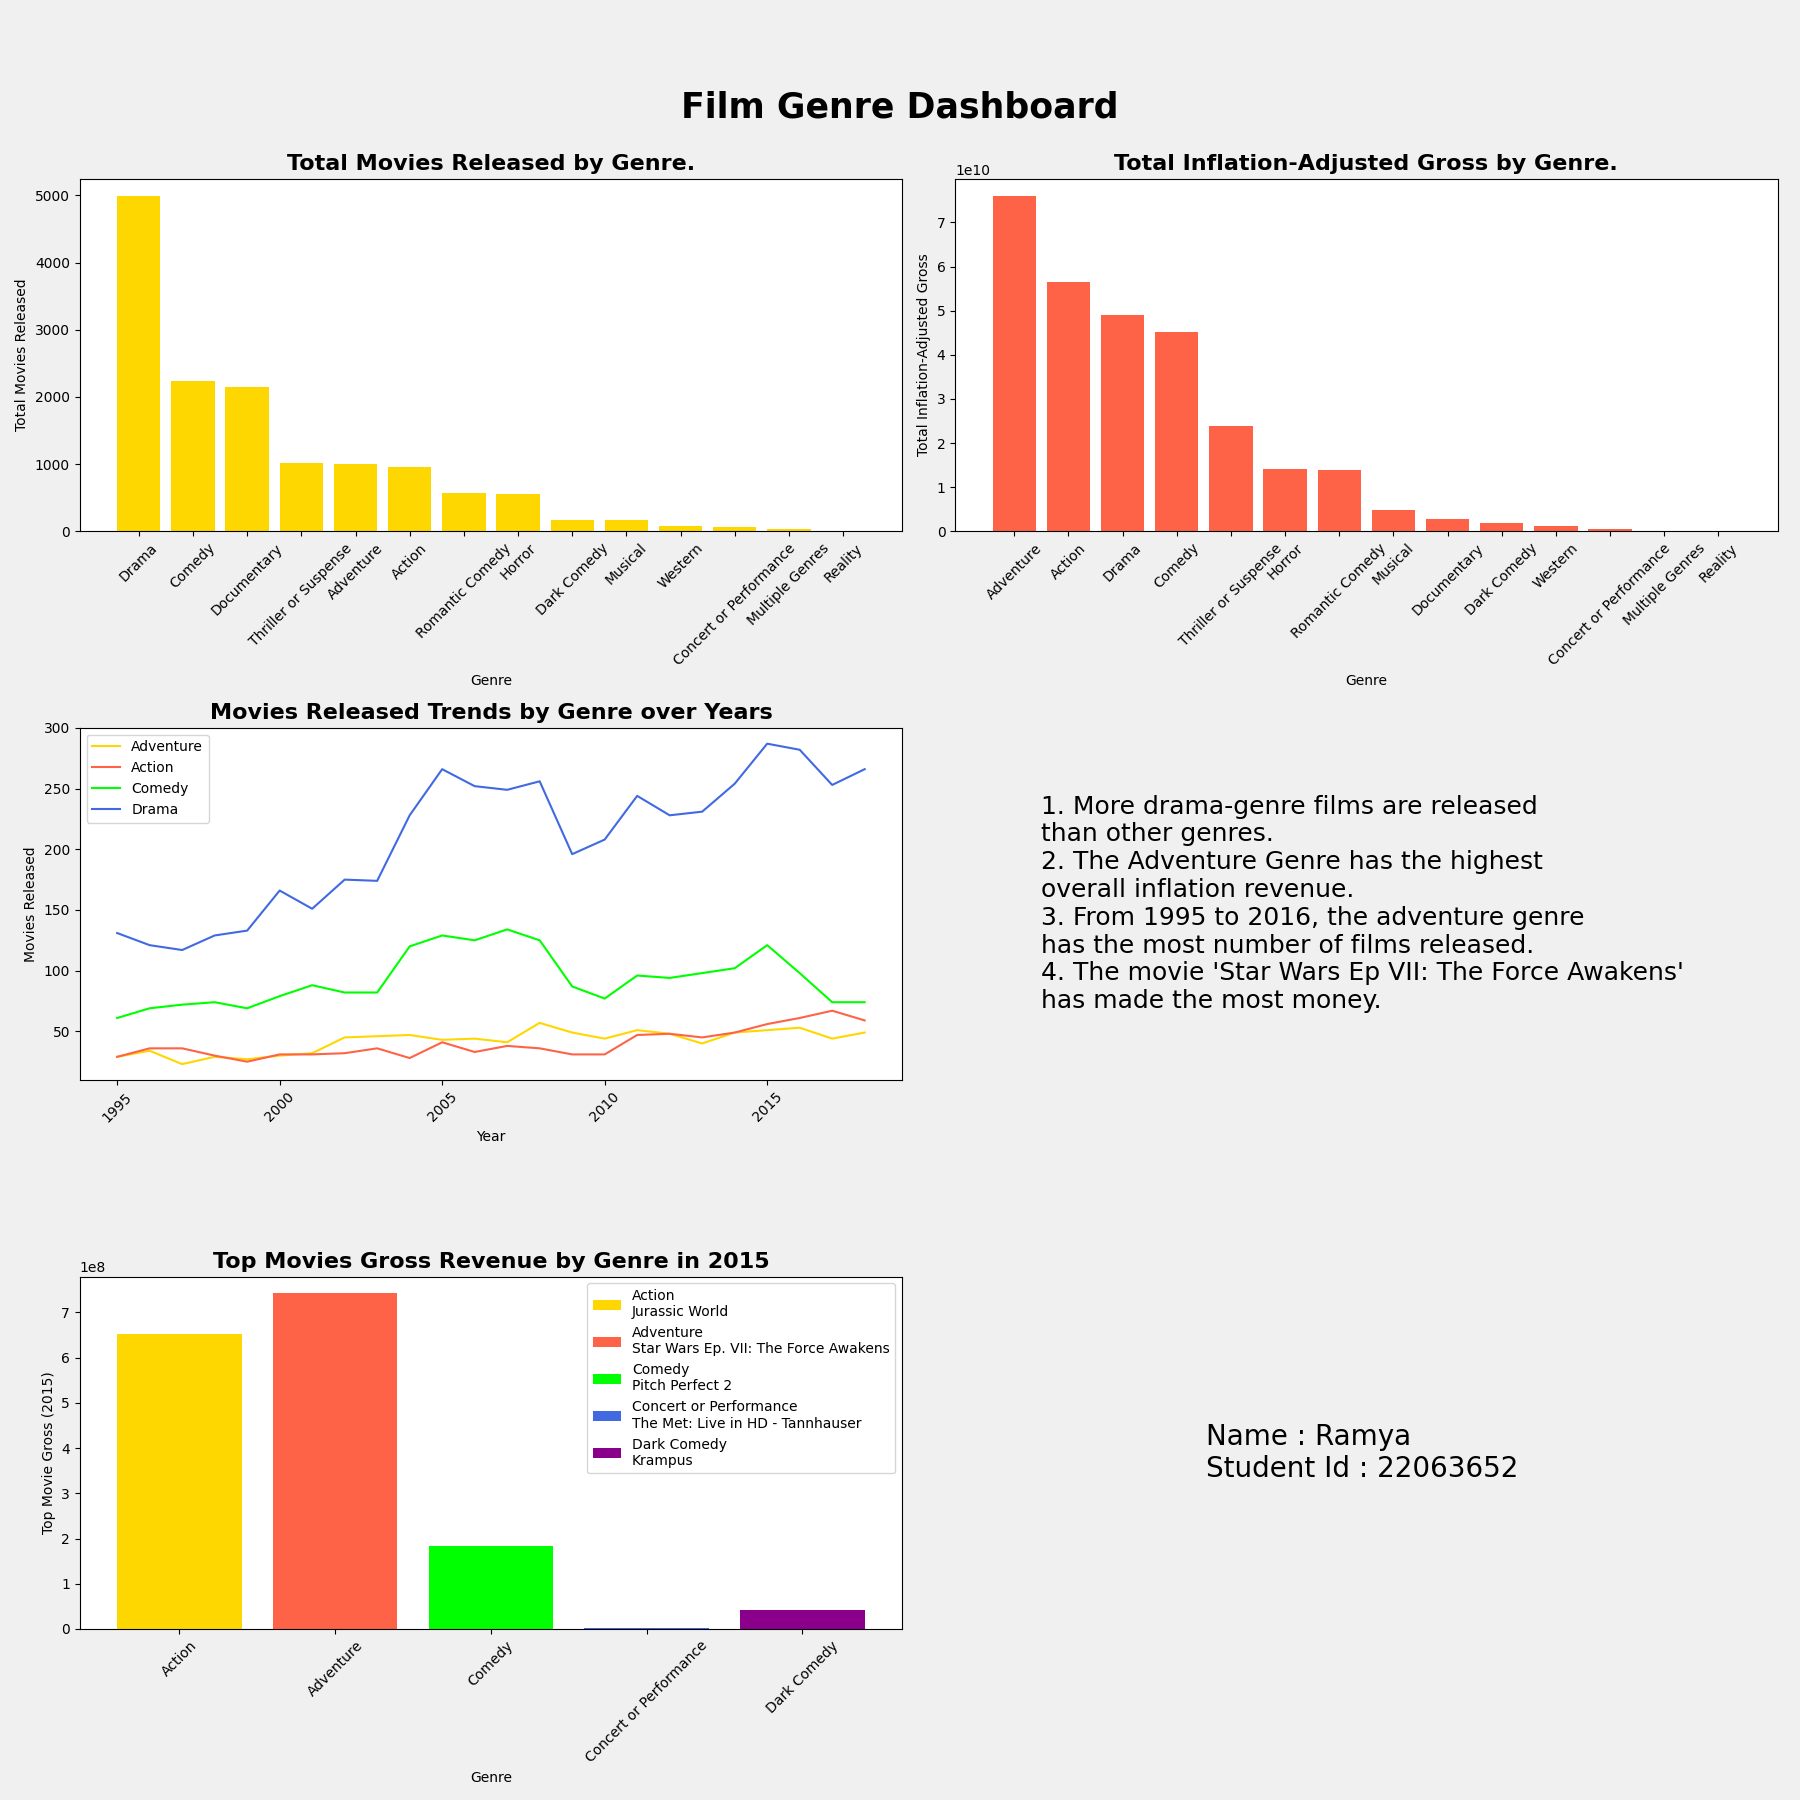 Film Genre Dashboard
Total Movies Released by Genre.
5000
4000
3000
2000
1000
0
Total Movies Released
Drama
Comedy
Documentary
Thriller or Suspense
Adventure
Action
Romantic Comedy
Horror
Dark Comedy
Musical
Western
Concert or Performance
Multiple Genres
Reality
Genre
Total Inflation-Adjusted Gross by Genre.
1e10
7
6
5
4
3
2
1
0
Total Inflation-Adjusted Gross
Adventure
Action
Drama
Comedy
Thriller or Suspense
Horror
Romantic Comedy
Musical
Documentary
Dark Comedy
Western
Concert or Performance
Multiple Genres
Reality
Genre
Movies Released Trends by Genre over Years
300
250
200
150
100
50
Movies Released
Adventure
Action
Comedy
Drama
1995
2000
2005
2010
2015
Year
1. More drama-genre films are released
than other genres.
2. The Adventure Genre has the highest
overall inflation revenue.
3. From 1995 to 2016, the adventure genre
has the most number of films released.
4. The movie 'Star Wars Ep VII: The Force Awakens'
has made the most money.
Top Movies Gross Revenue by Genre in 2015
1e8
7
6
5
4
3
2
1
0
Top Movie Gross (2015)
Action
Jurassic World
Adventure
Star Wars Ep. VII: The Force Awakens
Comedy
Pitch Perfect 2
Concert or Performance
The Met: Live in HD - Tannhauser
Dark Comedy
Krampus
Action
Adventure
Comedy
Concert or Performance
Dark Comedy
Genre
Name : Ramya
Student Id : 22063652